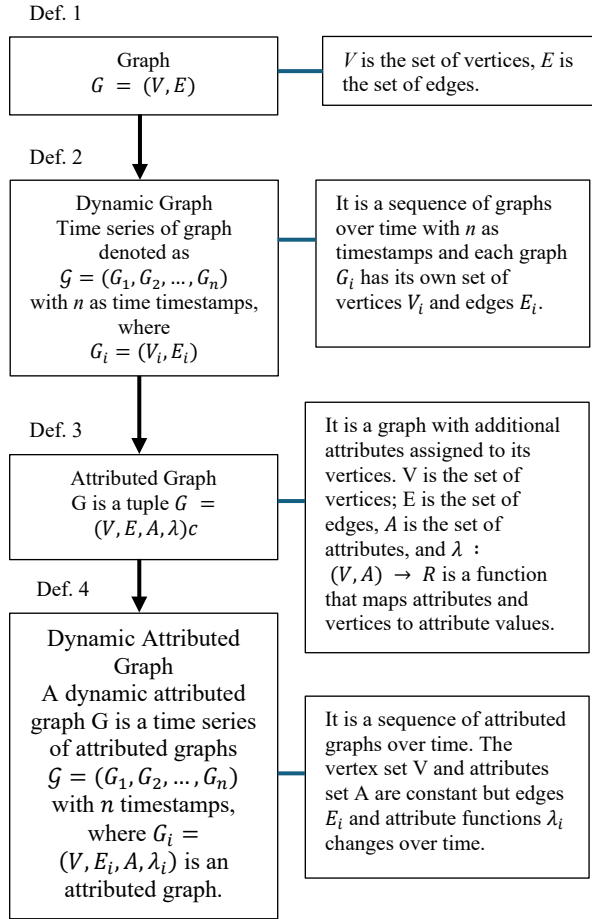 Def. 1
Graph
G = (V, E)
V is the set of vertices, E is
the set of edges.
Def. 2
Dynamic Graph
Time series of graph
denoted as
𝒢 = (G₁, G₂, …, Gₙ)
with n as time timestamps,
where
Gᵢ = (Vᵢ, Eᵢ)
It is a sequence of graphs
over time with n as
timestamps and each graph
Gᵢ has its own set of
vertices Vᵢ and edges Eᵢ.
Def. 3
Attributed Graph
G is a tuple G =
(V, E, A, λ)c
It is a graph with additional
attributes assigned to its
vertices. V is the set of
vertices; E is the set of
edges, A is the set of
attributes, and λ :
(V, A) → R is a function
that maps attributes and
vertices to attribute values.
Def. 4
Dynamic Attributed
Graph
A dynamic attributed
graph G is a time series
of attributed graphs
𝒢 = (G₁, G₂, …, Gₙ)
with n timestamps,
where Gᵢ =
(V, Eᵢ, A, λᵢ) is an
attributed graph.
It is a sequence of attributed
graphs over time. The
vertex set V and attributes
set A are constant but edges
Eᵢ and attribute functions λᵢ
changes over time.